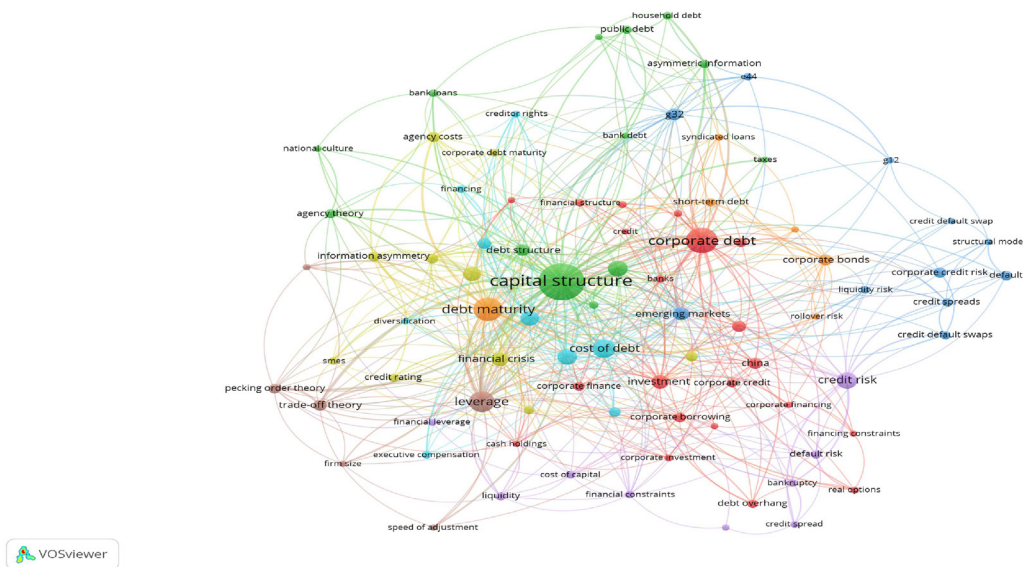 household debt
public debt
asymmetric information
e44
bank loans
creditor rights
g32
agency costs
bank debt
syndicated loans
national culture
corporate debt maturity
taxes
g12
financing
financial structure
short-term debt
agency theory
credit
credit default swap
corporate debt
structural mode
debt structure
information asymmetry
corporate bonds
banks
capital structure
corporate credit risk
default
liquidity risk
credit spreads
debt maturity
emerging markets
rollover risk
diversification
credit default swaps
cost of debt
smes
financial crisis
china
credit rating
investment
corporate credit
credit risk
pecking order theory
corporate finance
trade-off theory
leverage
corporate financing
financial leverage
corporate borrowing
financing constraints
cash holdings
executive compensation
corporate investment
default risk
firm size
cost of capital
bankruptcy
real options
liquidity
financial constraints
debt overhang
speed of adjustment
credit spread
VOSviewer